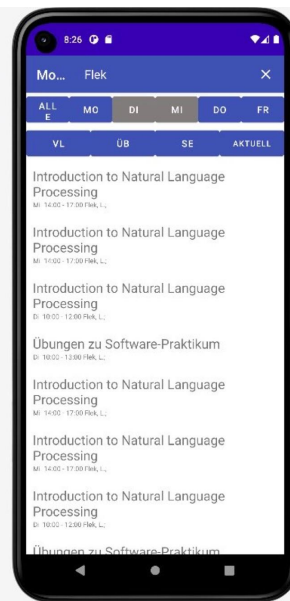 8:26
Mo... Flek
ALL
E MO DI MI DO FR
VL ÜB SE AKTUELL
Introduction to Natural Language
Processing
Mi 14:00 - 17:00 Flek, L.;
Introduction to Natural Language
Processing
Mi 14:00 - 17:00 Flek, L.;
Introduction to Natural Language
Processing
Di 10:00 - 12:00 Flek, L.;
Übungen zu Software-Praktikum
Di 10:00 - 13:00 Flek, L.;
Introduction to Natural Language
Processing
Mi 14:00 - 17:00 Flek, L.;
Introduction to Natural Language
Processing
Mi 14:00 - 17:00 Flek, L.;
Introduction to Natural Language
Processing
Di 10:00 - 12:00 Flek, L.;
Übungen zu Software-Praktikum